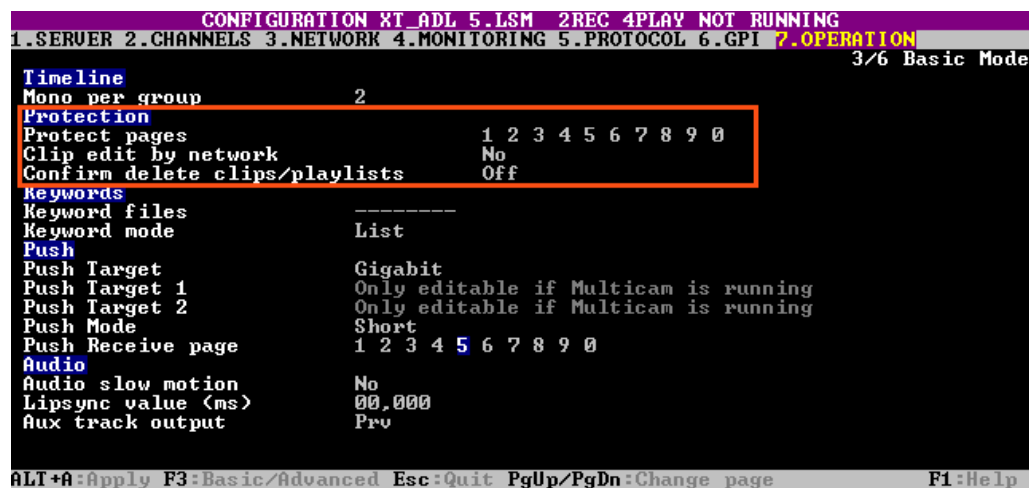 CONFIGURATION XT_ADL 5.LSM 2REC 4PLAY NOT RUNNING
1.SERVER 2.CHANNELS 3.NETWORK 4.MONITORING 5.PROTOCOL 6.GPI 7.OPERATION
3/6 Basic Mode
Timeline
Mono per group 2
Protection
Protect pages 1 2 3 4 5 6 7 8 9 0
Clip edit by network No
Confirm delete clips/playlists Off
Keywords
Keyword files --------
Keyword mode List
Push
Push Target Gigabit
Push Target 1 Only editable if Multicam is running
Push Target 2 Only editable if Multicam is running
Push Mode Short
Push Receive page 1 2 3 4 5 6 7 8 9 0
Audio
Audio slow motion No
Lipsync value (ms) 00,000
Aux track output Prv
ALT+A:Apply F3:Basic/Advanced Esc:Quit PgUp/PgDn:Change page F1:Help